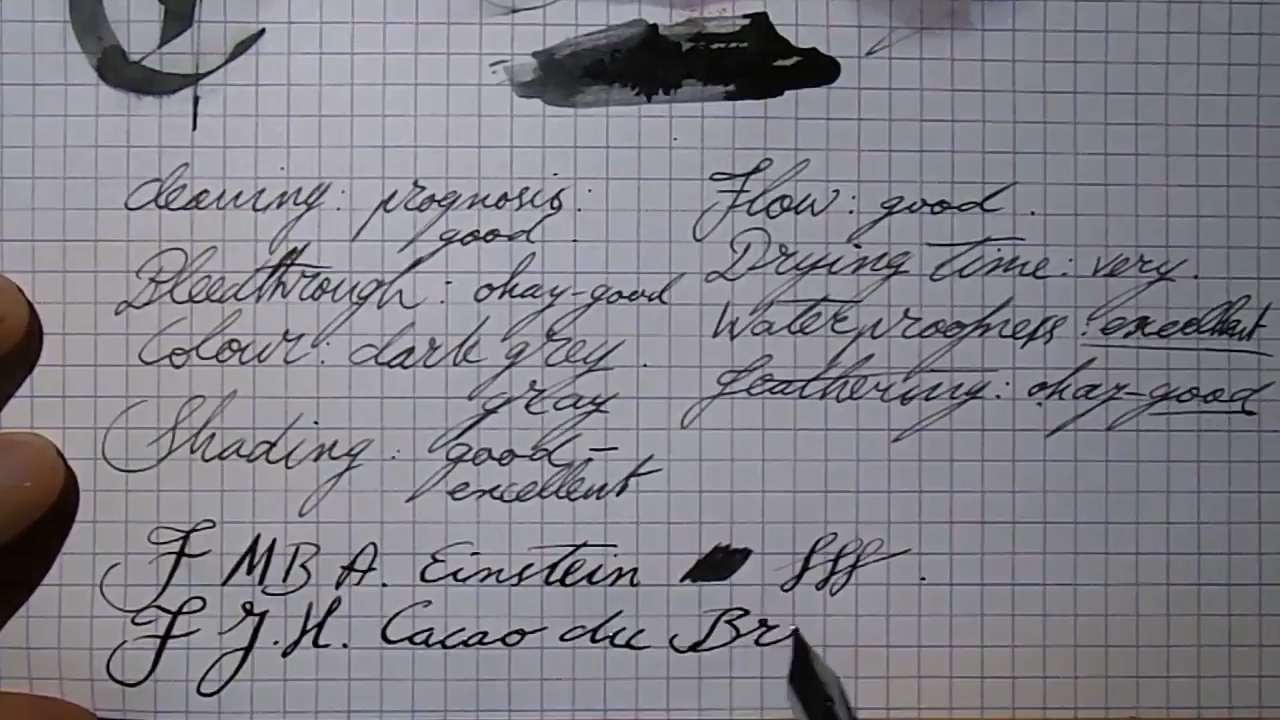 Cleaning: prognosis:
good.
Bleedthrough: okay-good
Colour: dark grey.
gray
Shading: good-
excellent
Flow: good.
Drying time: very.
Waterproofness: excellent
feathering: okay-good
F MB A. Einstein fff.
F J.H. Cacao du Br